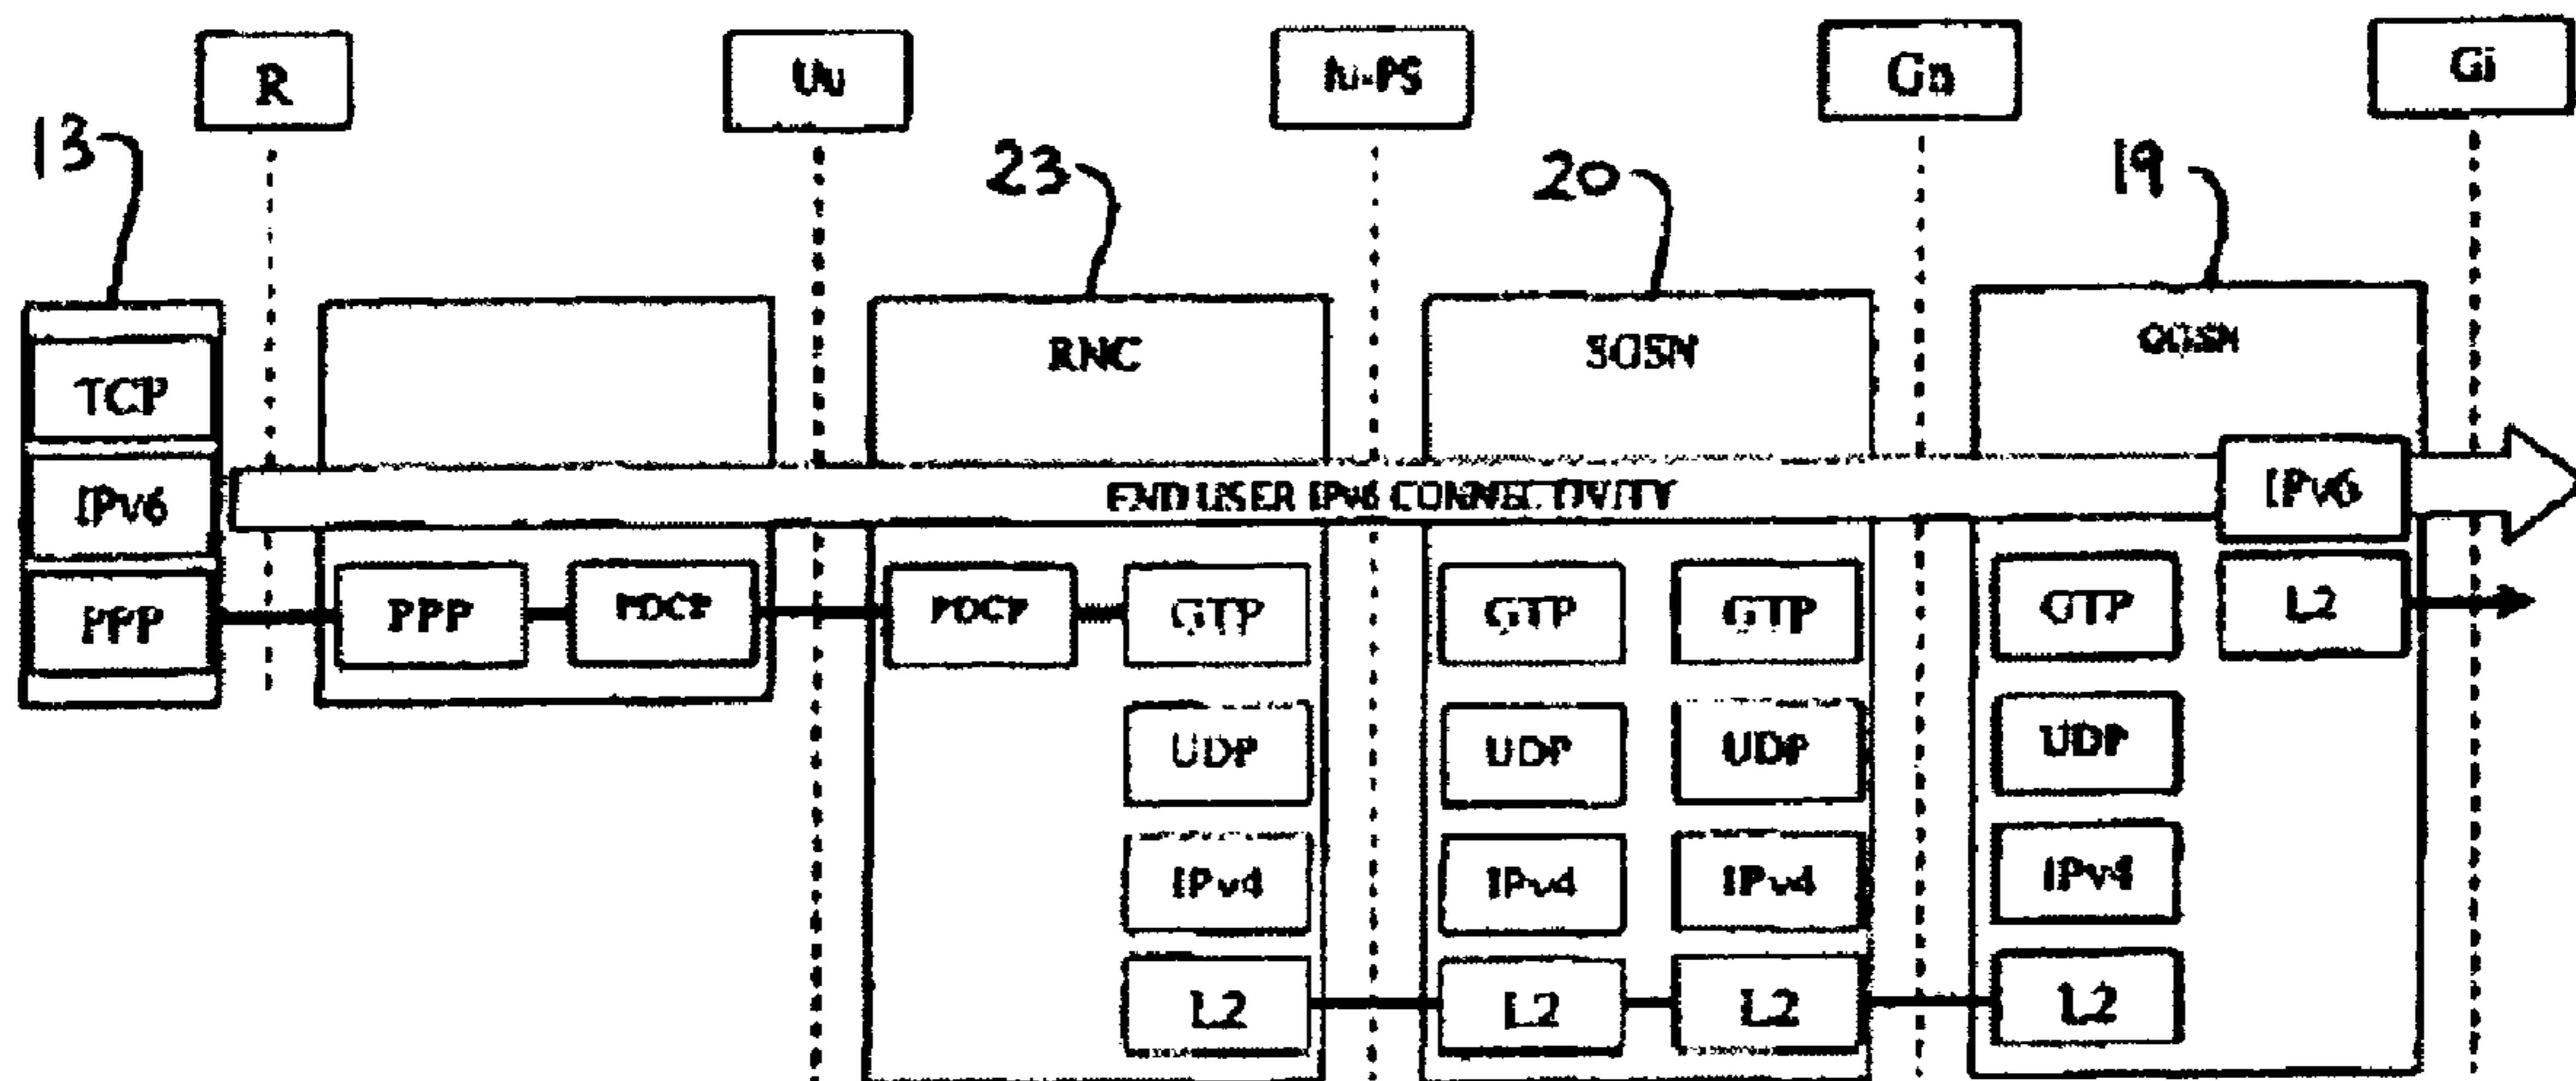 R
Uu
Iu-PS
Gn
Gi
13
23
20
19
RNC
SGSN
GGSN
TCP
IPv6
END USER IPv6 CONNECTIVITY
IPv6
PPP
PPP
PDCP
PDCP
GTP
GTP
GTP
GTP
L2
UDP
UDP
UDP
UDP
IPv4
IPv4
IPv4
IPv4
L2
L2
L2
L2